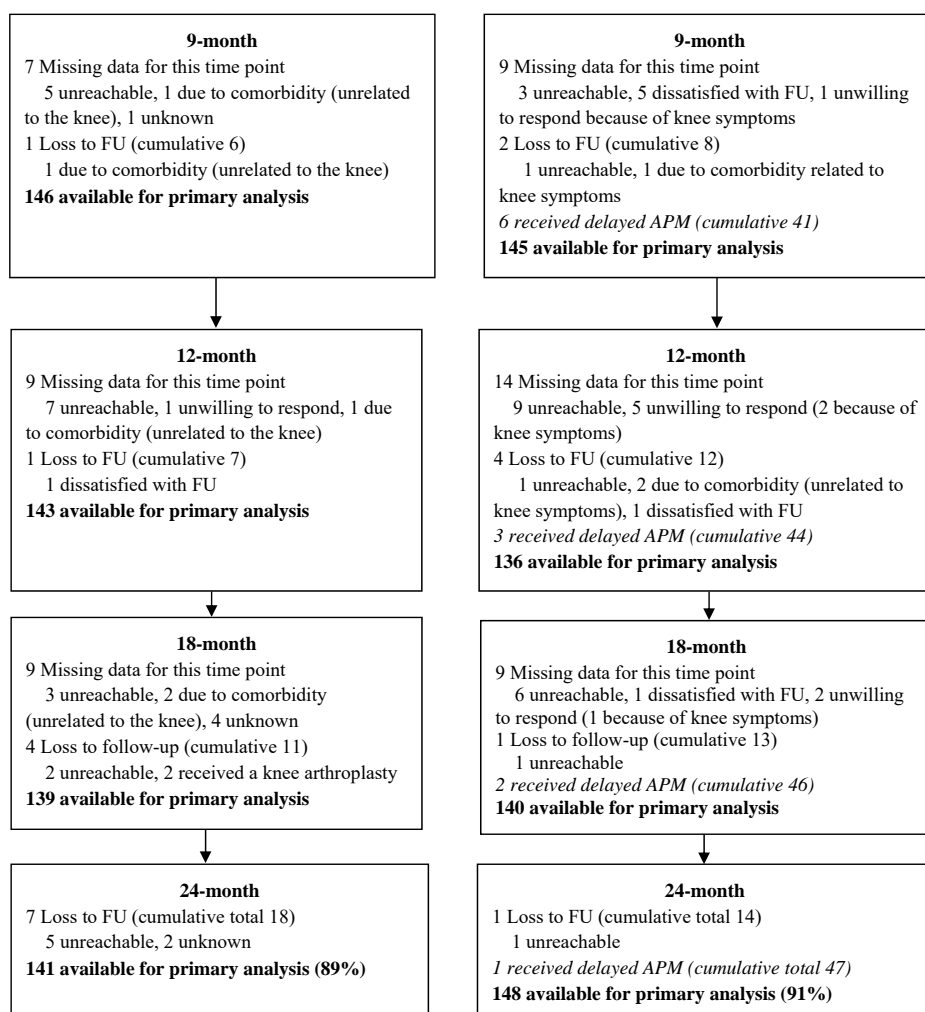 9-month
7 Missing data for this time point
5 unreachable, 1 due to comorbidity (unrelated
to the knee), 1 unknown
1 Loss to FU (cumulative 6)
1 due to comorbidity (unrelated to the knee)
146 available for primary analysis
9-month
9 Missing data for this time point
3 unreachable, 5 dissatisfied with FU, 1 unwilling
to respond because of knee symptoms
2 Loss to FU (cumulative 8)
1 unreachable, 1 due to comorbidity related to
knee symptoms
6 received delayed APM (cumulative 41)
145 available for primary analysis
12-month
9 Missing data for this time point
7 unreachable, 1 unwilling to respond, 1 due
to comorbidity (unrelated to the knee)
1 Loss to FU (cumulative 7)
1 dissatisfied with FU
143 available for primary analysis
12-month
14 Missing data for this time point
9 unreachable, 5 unwilling to respond (2 because of
knee symptoms)
4 Loss to FU (cumulative 12)
1 unreachable, 2 due to comorbidity (unrelated to
knee symptoms), 1 dissatisfied with FU
3 received delayed APM (cumulative 44)
136 available for primary analysis
18-month
9 Missing data for this time point
3 unreachable, 2 due to comorbidity
(unrelated to the knee), 4 unknown
4 Loss to follow-up (cumulative 11)
2 unreachable, 2 received a knee arthroplasty
139 available for primary analysis
18-month
9 Missing data for this time point
6 unreachable, 1 dissatisfied with FU, 2 unwilling
to respond (1 because of knee symptoms)
1 Loss to follow-up (cumulative 13)
1 unreachable
2 received delayed APM (cumulative 46)
140 available for primary analysis
24-month
7 Loss to FU (cumulative total 18)
5 unreachable, 2 unknown
141 available for primary analysis (89%)
24-month
1 Loss to FU (cumulative total 14)
1 unreachable
1 received delayed APM (cumulative total 47)
148 available for primary analysis (91%)